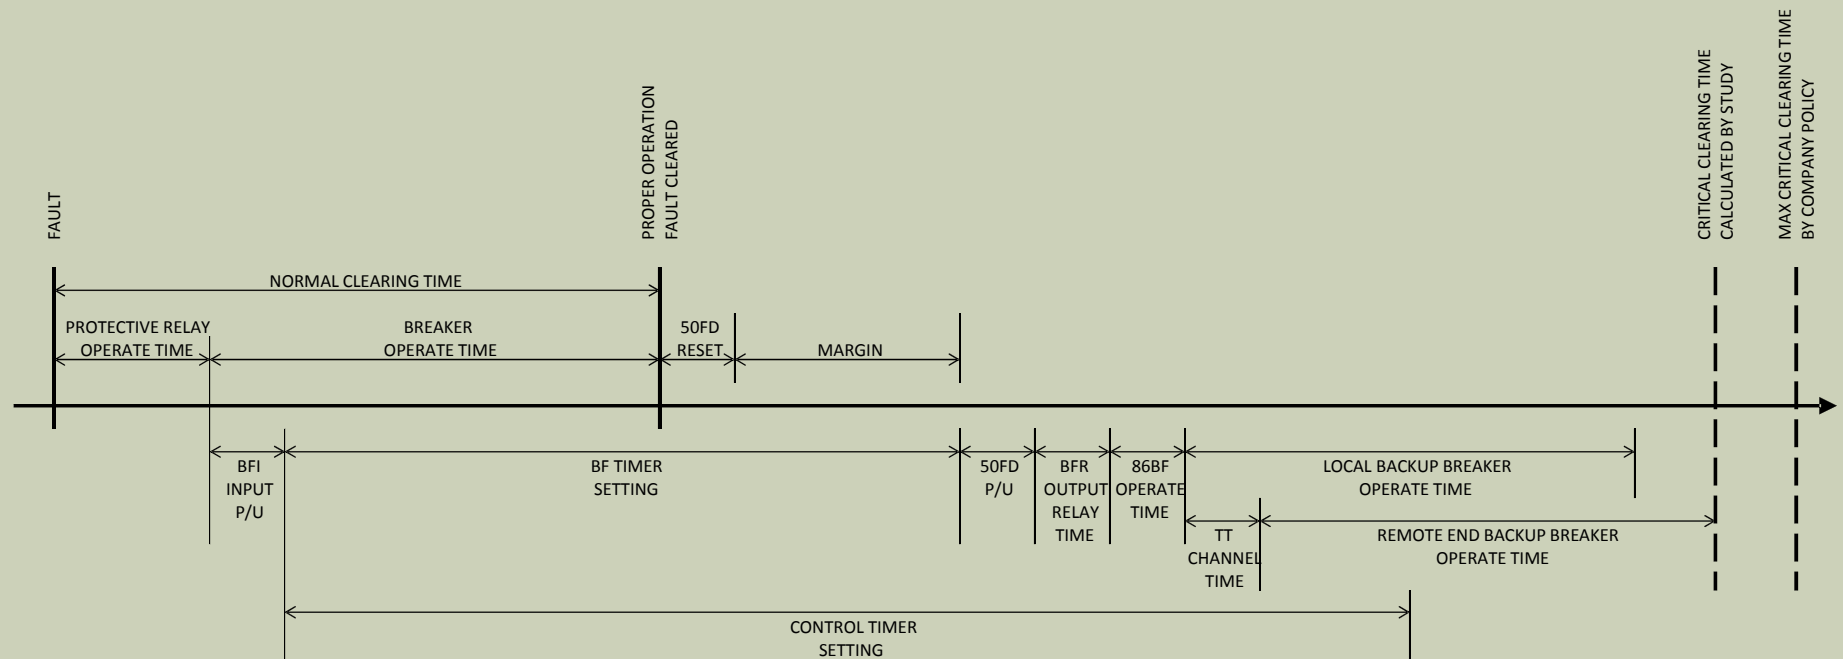 FAULT
PROPER OPERATION
FAULT CLEARED
CRITICAL CLEARING TIME
CALCULATED BY STUDY
MAX CRITICAL CLEARING TIME
BY COMPANY POLICY
NORMAL CLEARING TIME
PROTECTIVE RELAY
OPERATE TIME
BREAKER
OPERATE TIME
50FD
RESET
MARGIN
BFI
INPUT
P/U
BF TIMER
SETTING
50FD
P/U
BFR
OUTPUT
RELAY
TIME
86BF
OPERATE
TIME
LOCAL BACKUP BREAKER
OPERATE TIME
TT
CHANNEL
TIME
REMOTE END BACKUP BREAKER
OPERATE TIME
CONTROL TIMER
SETTING